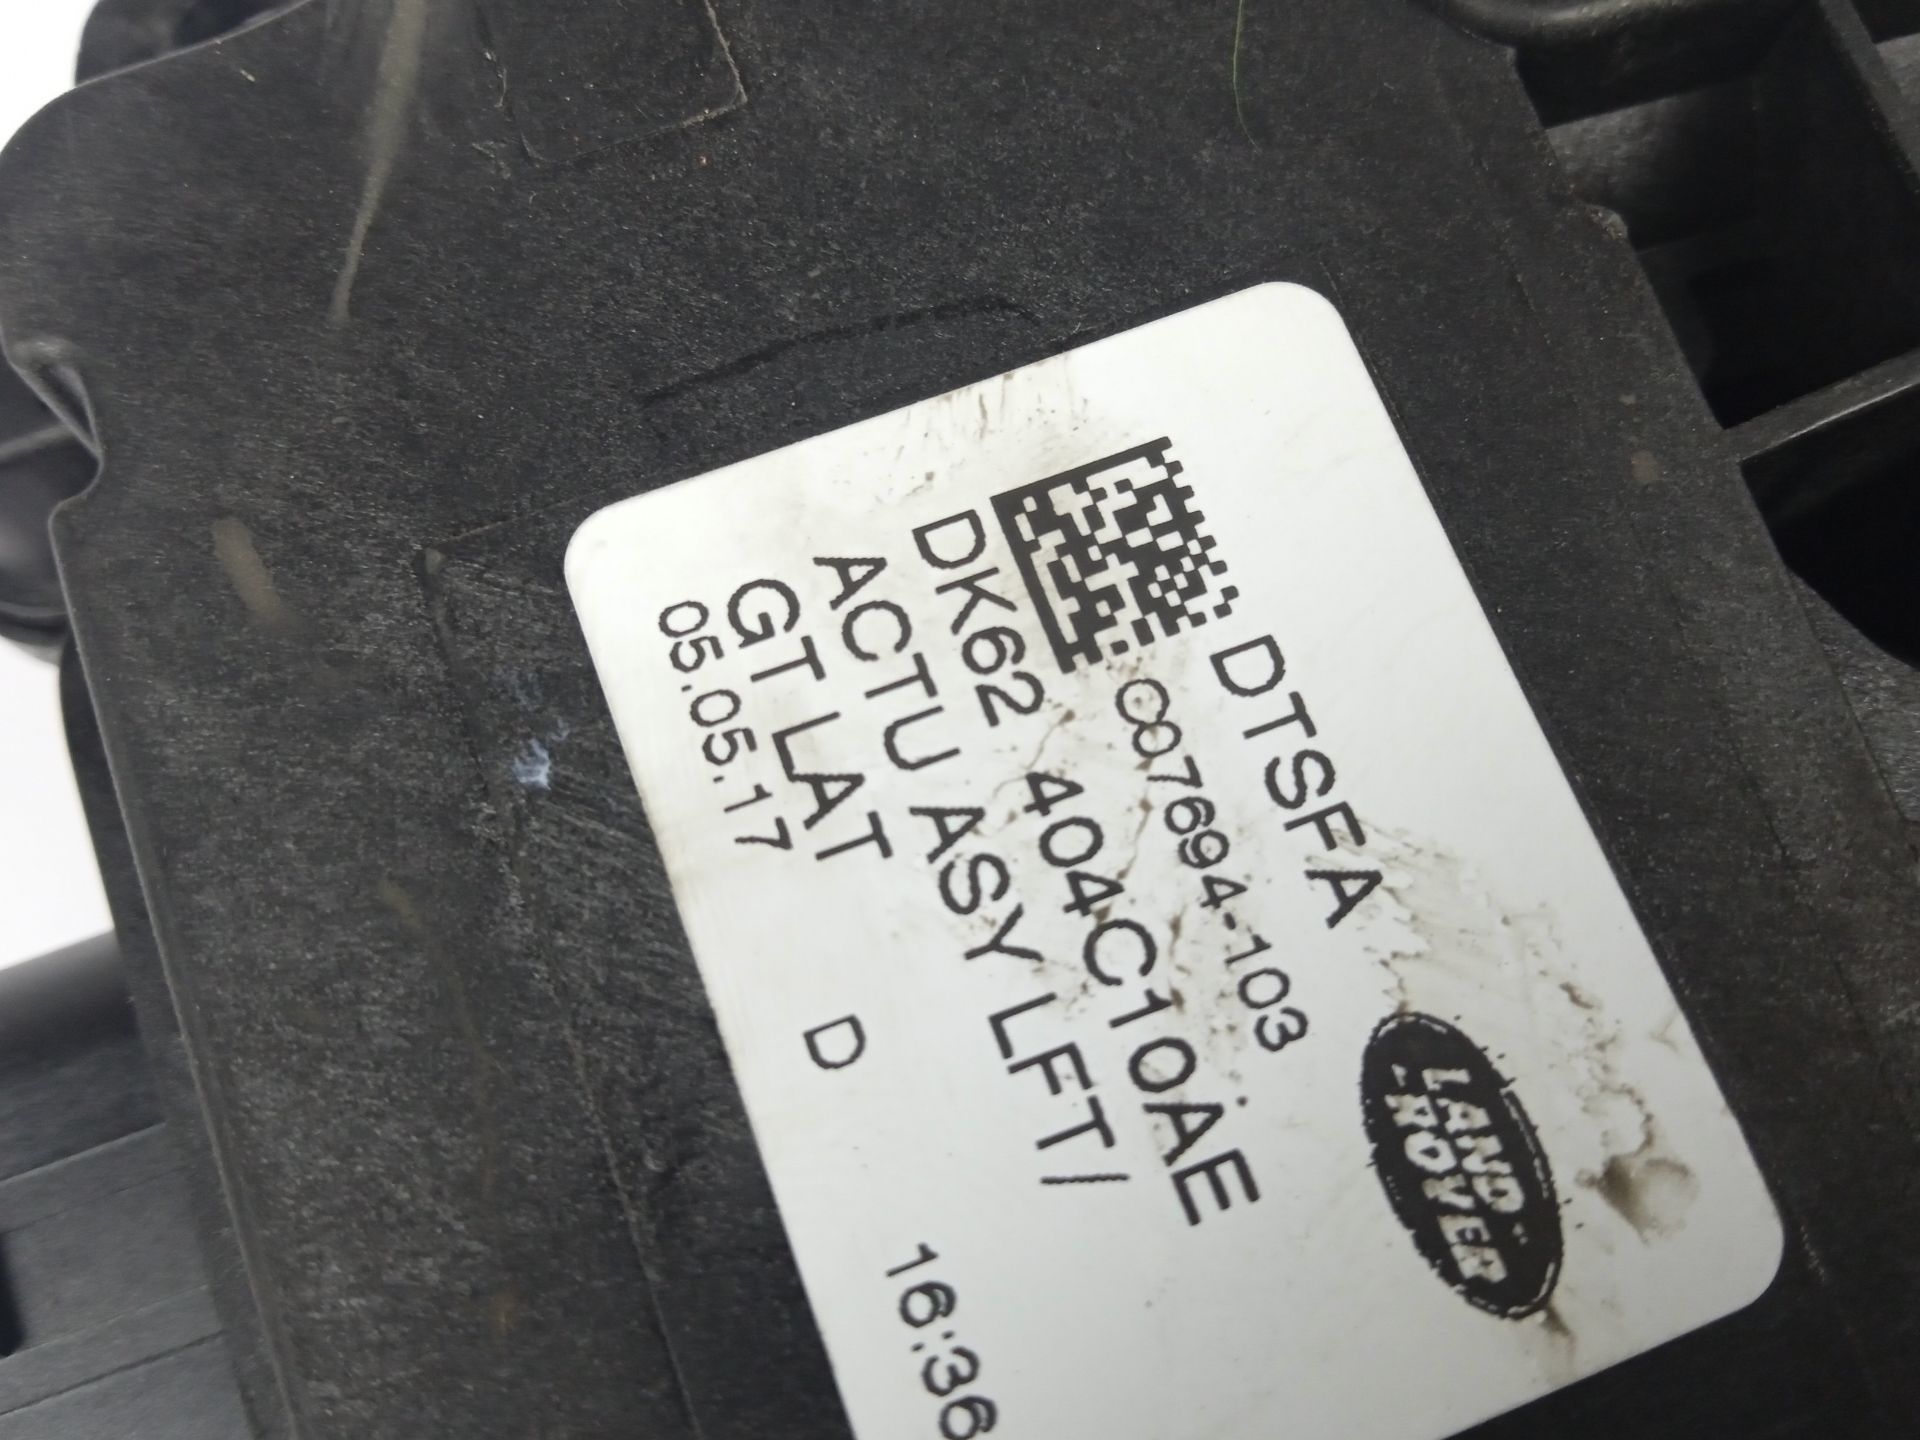 DTSFA
C07694-103
LAND
ROVER
DK62 404C10AE
ACTU ASY LFT/
GT LAT
D
05.05.17
16:36